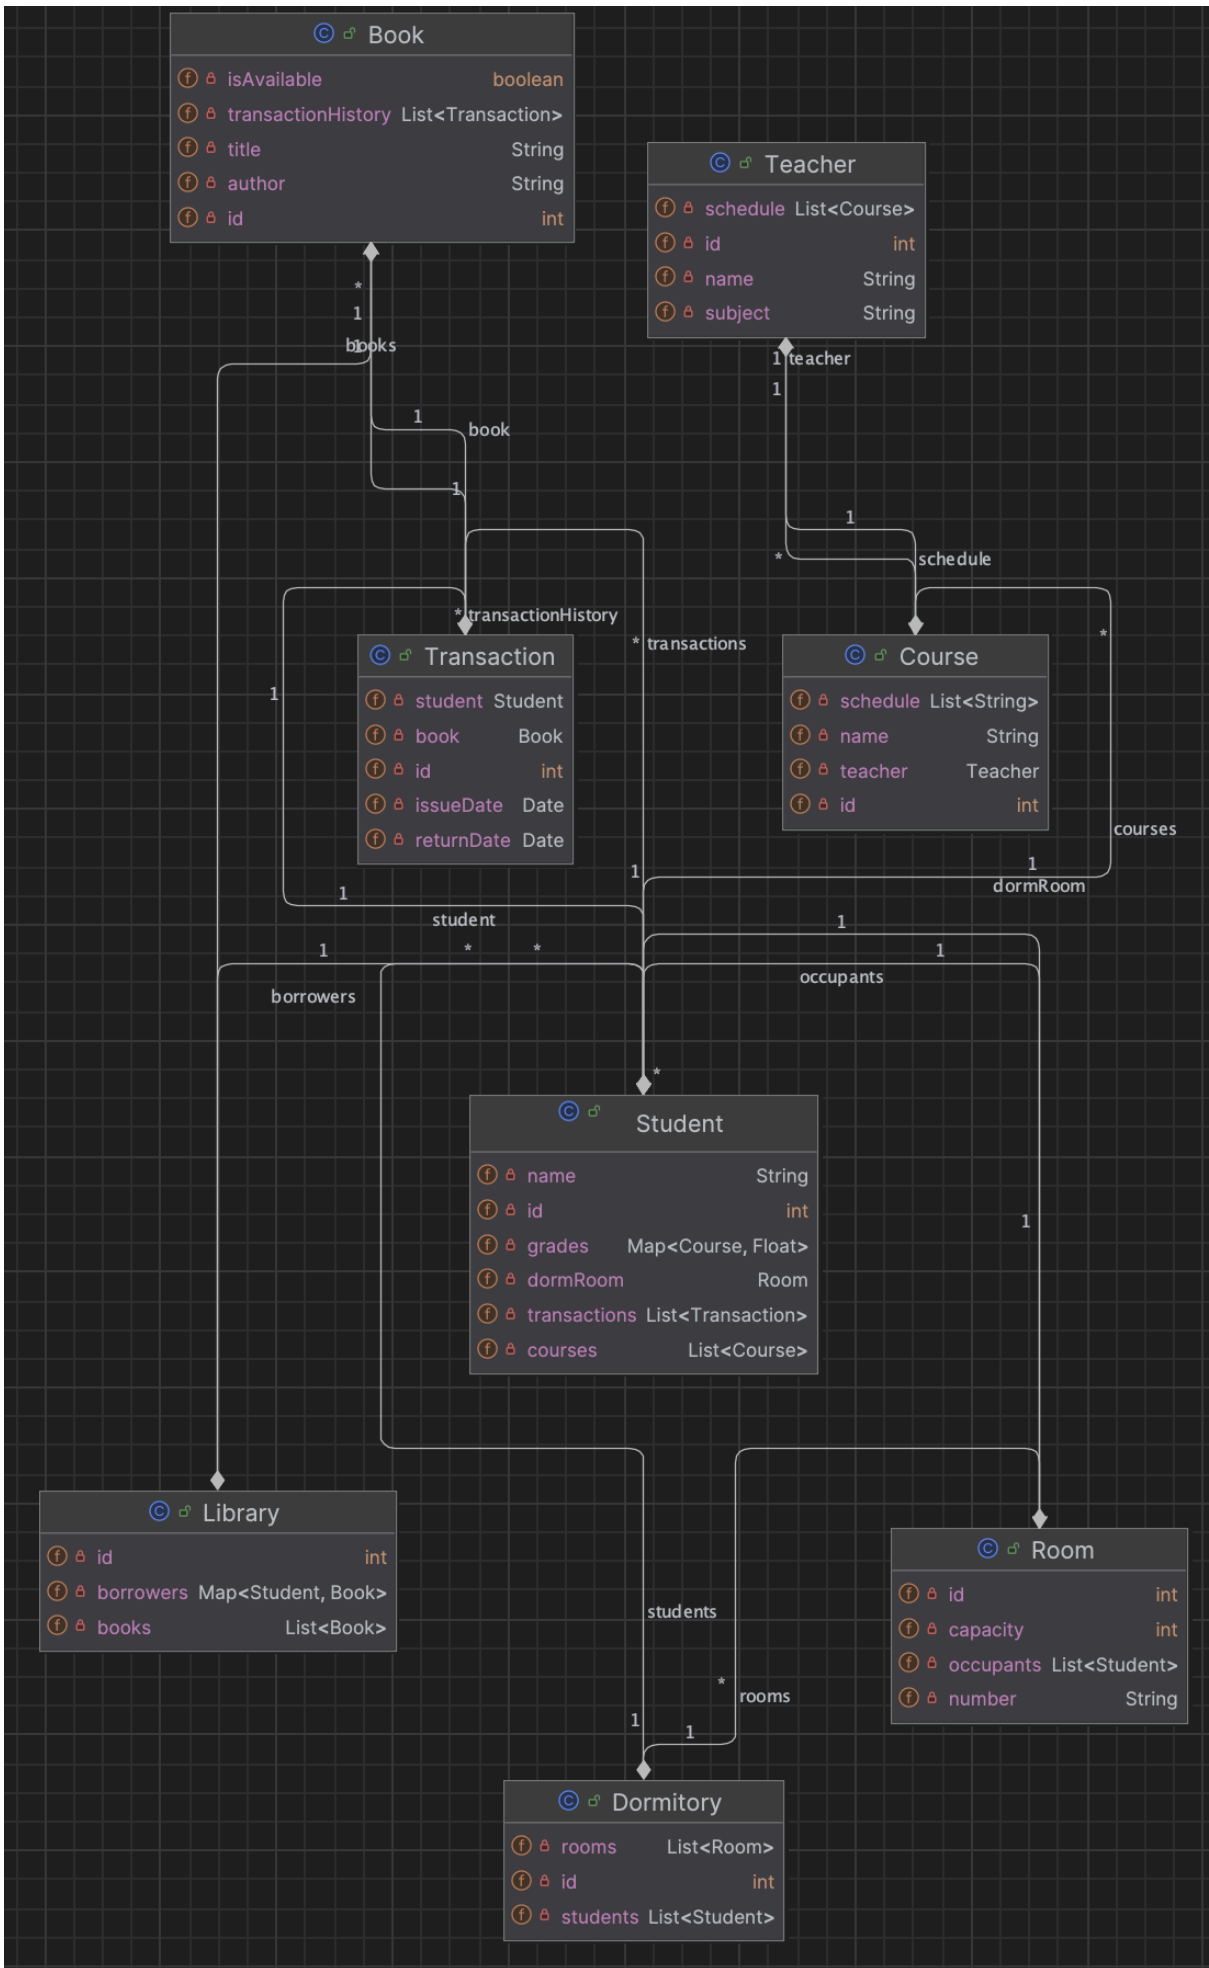 Book
isAvailable boolean
transactionHistory List<Transaction>
title String
author String
id int
Teacher
schedule List<Course>
id int
name String
subject String
*
1
1
books
1 teacher
1
1
book
1
1
*
schedule
* transactionHistory
* transactions
*
1
Transaction
student Student
book Book
id int
issueDate Date
returnDate Date
Course
schedule List<String>
name String
teacher Teacher
id int
courses
1
1
dormRoom
1
student
1
1
*
*
1
occupants
borrowers
*
Student
name String
id int
grades Map<Course, Float>
dormRoom Room
transactions List<Transaction>
courses List<Course>
1
Library
id int
borrowers Map<Student, Book>
books List<Book>
Room
id int
capacity int
occupants List<Student>
number String
students
*
rooms
1
1
Dormitory
rooms List<Room>
id int
students List<Student>